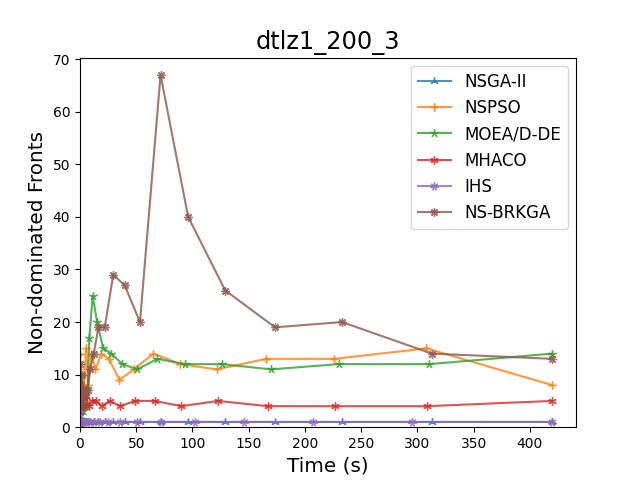 dtlz1_200_3
Non-dominated Fronts
70
60
50
40
30
20
10
0
0 50 100 150 200 250 300 350 400
Time (s)
NSGA-II
NSPSO
MOEA/D-DE
MHACO
IHS
NS-BRKGA